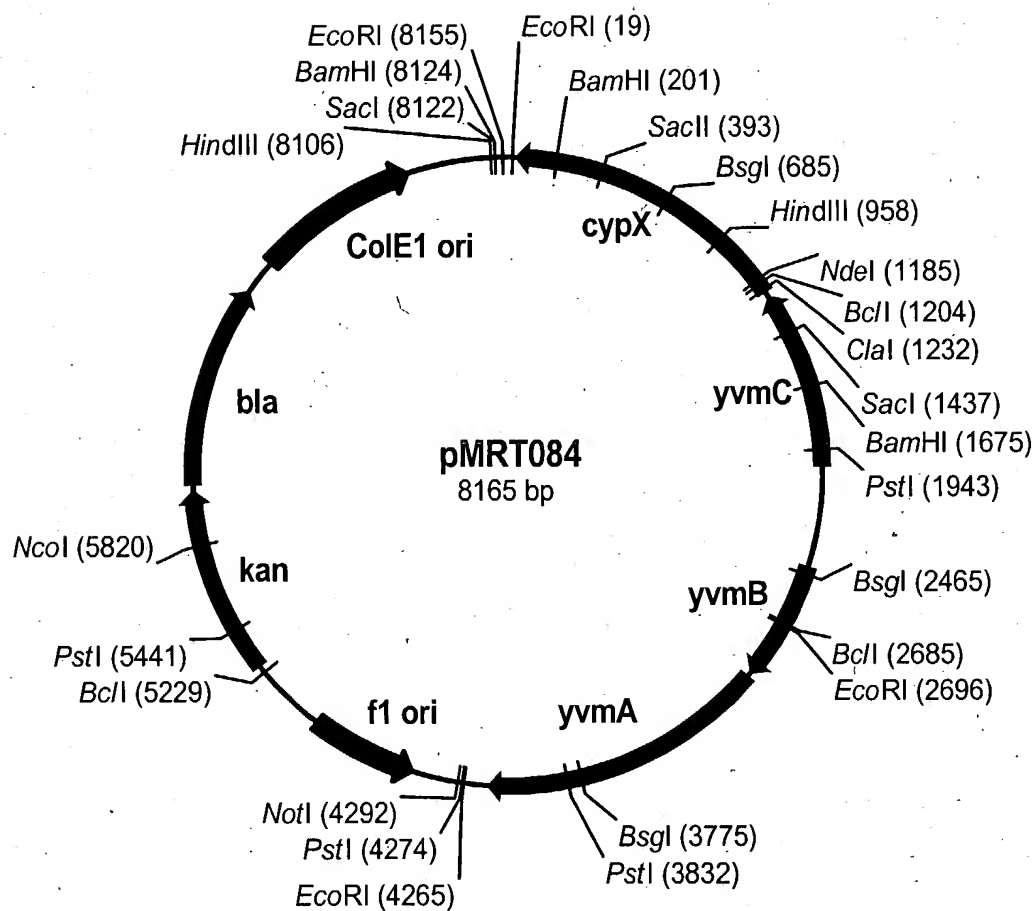 EcoRI (8155)
BamHI (8124)
SacI (8122)
HindIII (8106)
EcoRI (19)
BamHI (201)
SacII (393)
BsgI (685)
HindIII (958)
NdeI (1185)
BclI (1204)
ClaI (1232)
SacI (1437)
BamHI (1675)
PstI (1943)
BsgI (2465)
BclI (2685)
EcoRI (2696)
BsgI (3775)
PstI (3832)
EcoRI (4265)
PstI (4274)
NotI (4292)
BclI (5229)
PstI (5441)
NcoI (5820)
ColE1 ori
cypX
yvmC
yvmB
yvmA
f1 ori
kan
bla
pMRT084
8165 bp